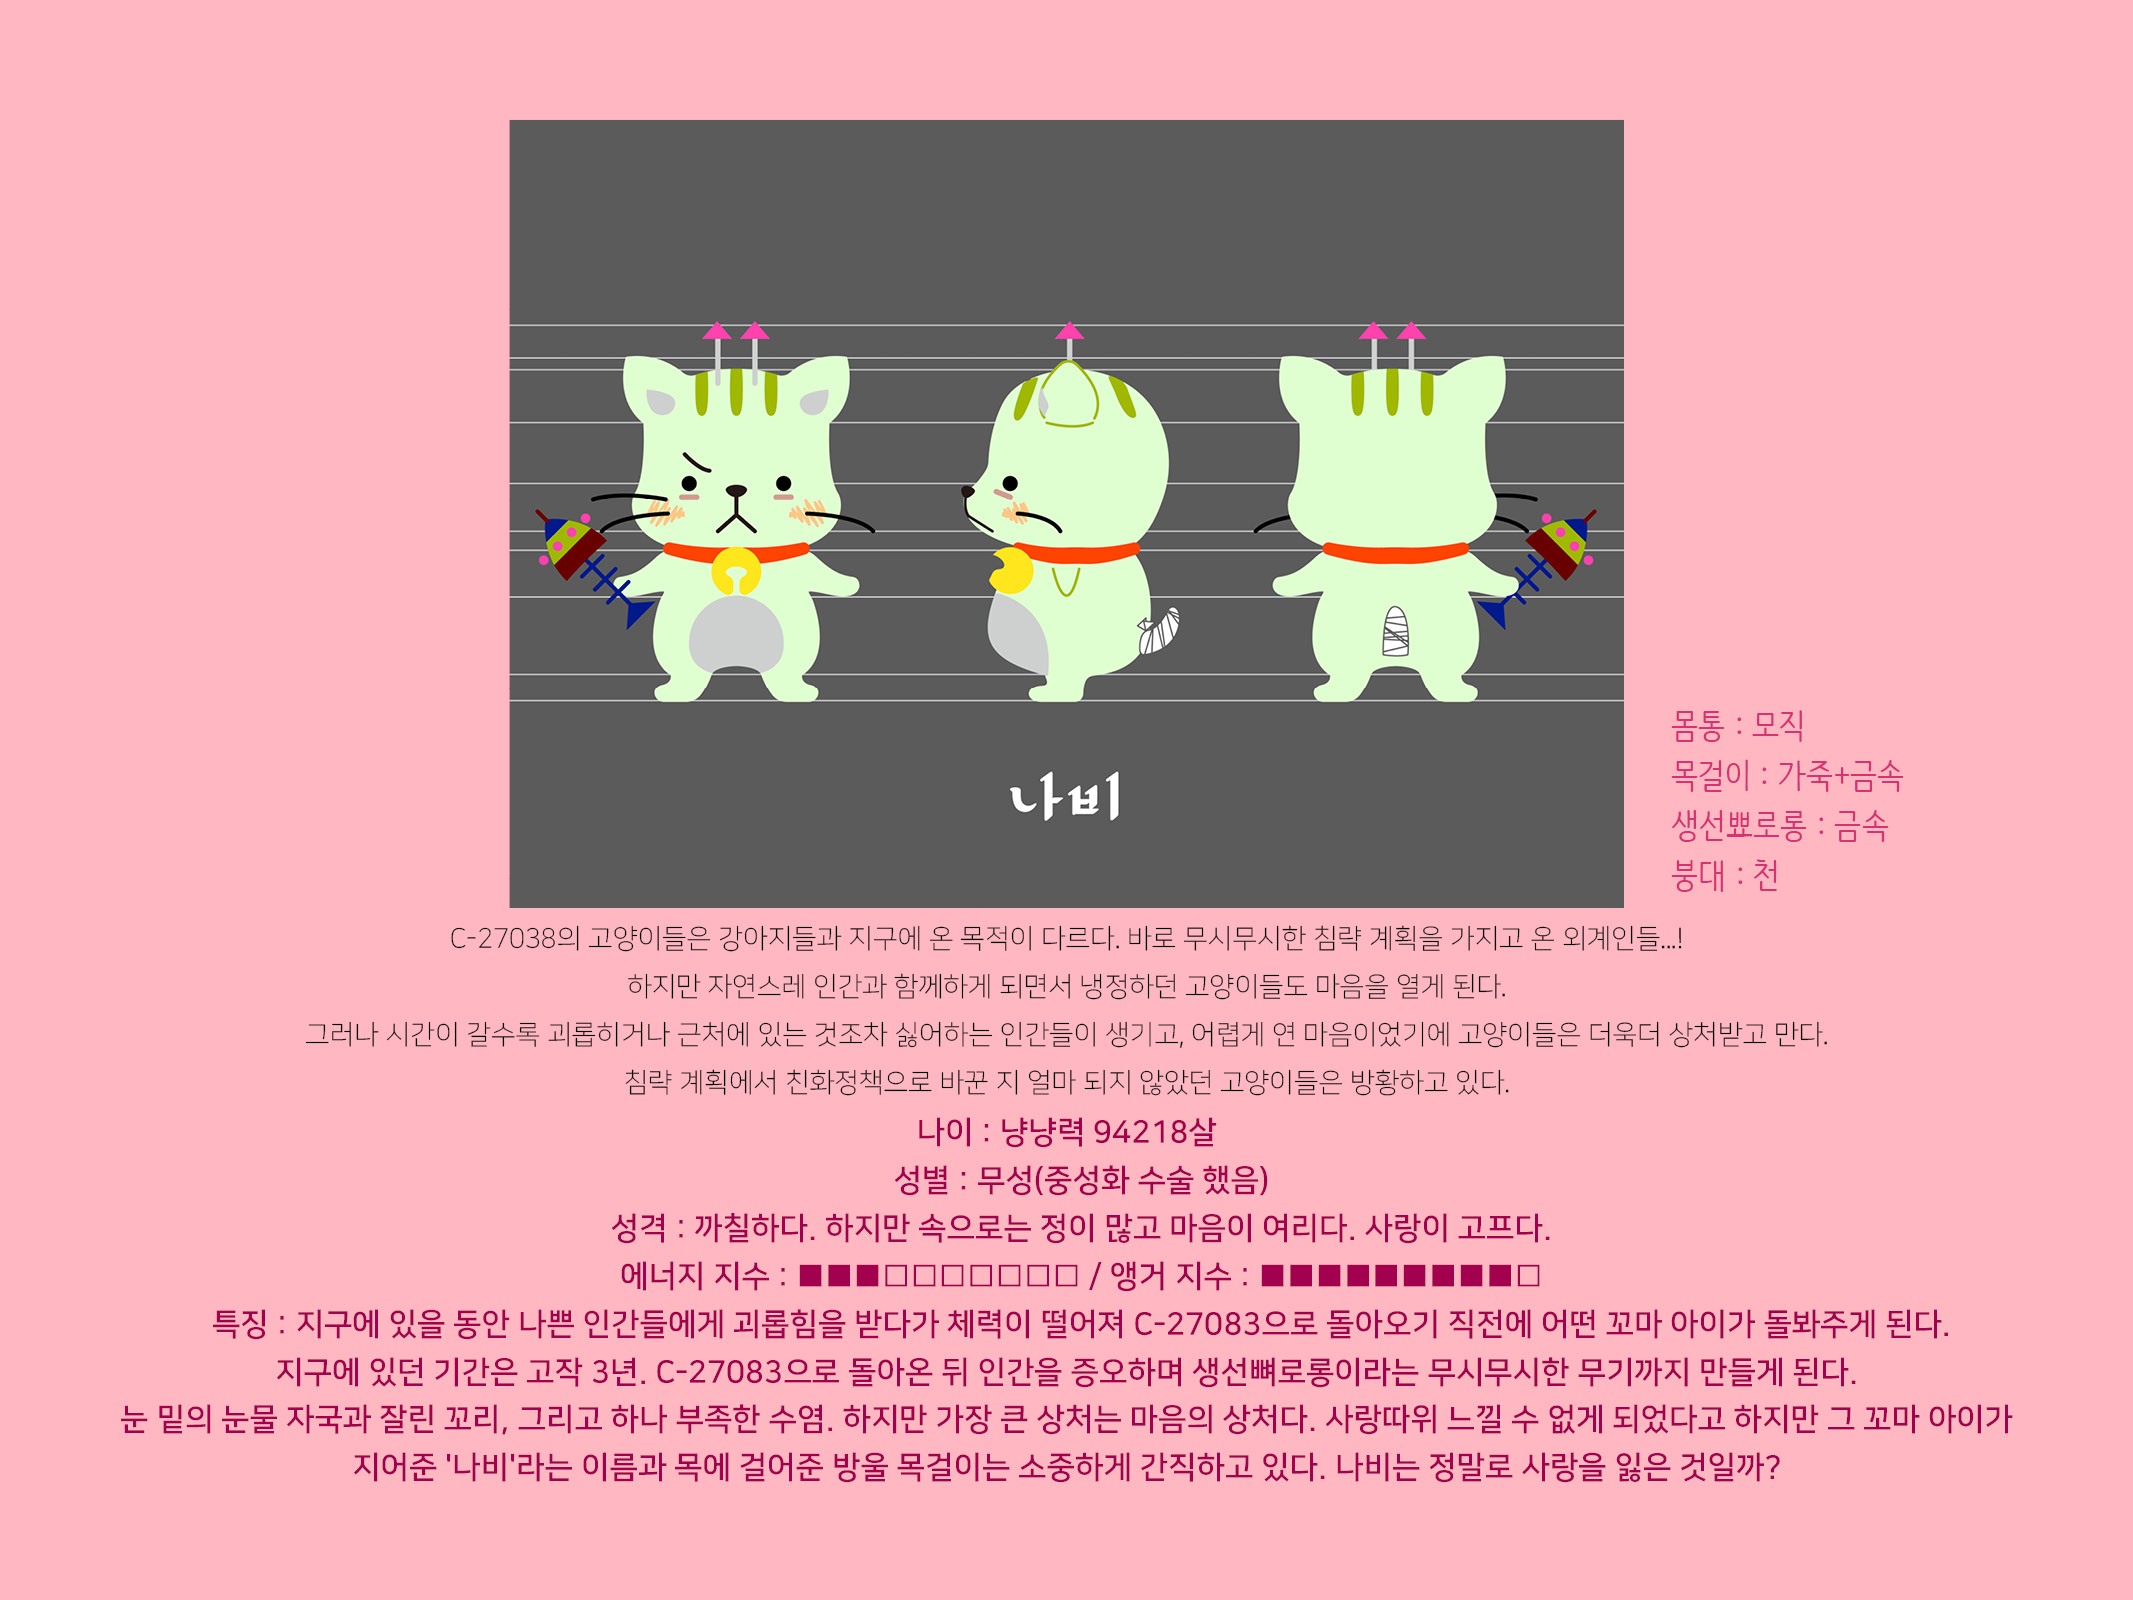 나비
몸통 : 모직
목걸이 : 가죽+금속
생선뾰로롱 : 금속
붕대 : 천
C-27038의 고양이들은 강아지들과 지구에 온 목적이 다르다. 바로 무시무시한 침략 계획을 가지고 온 외계인들...!
하지만 자연스레 인간과 함께하게 되면서 냉정하던 고양이들도 마음을 열게 된다.
그러나 시간이 갈수록 괴롭히거나 근처에 있는 것조차 싫어하는 인간들이 생기고, 어렵게 연 마음이었기에 고양이들은 더욱더 상처받고 만다.
침략 계획에서 친화정책으로 바꾼 지 얼마 되지 않았던 고양이들은 방황하고 있다.
나이 : 냥냥력 94218살
성별 : 무성(중성화 수술 했음)
성격 : 까칠하다. 하지만 속으로는 정이 많고 마음이 여리다. 사랑이 고프다.
에너지 지수 : ■■■□□□□□□□ / 앵거 지수 : ■■■■■■■■■□
특징 : 지구에 있을 동안 나쁜 인간들에게 괴롭힘을 받다가 체력이 떨어져 C-27083으로 돌아오기 직전에 어떤 꼬마 아이가 돌봐주게 된다.
지구에 있던 기간은 고작 3년. C-27083으로 돌아온 뒤 인간을 증오하며 생선뼈로롱이라는 무시무시한 무기까지 만들게 된다.
눈 밑의 눈물 자국과 잘린 꼬리, 그리고 하나 부족한 수염. 하지만 가장 큰 상처는 마음의 상처다. 사랑따위 느낄 수 없게 되었다고 하지만 그 꼬마 아이가
지어준 '나비'라는 이름과 목에 걸어준 방울 목걸이는 소중하게 간직하고 있다. 나비는 정말로 사랑을 잃은 것일까?